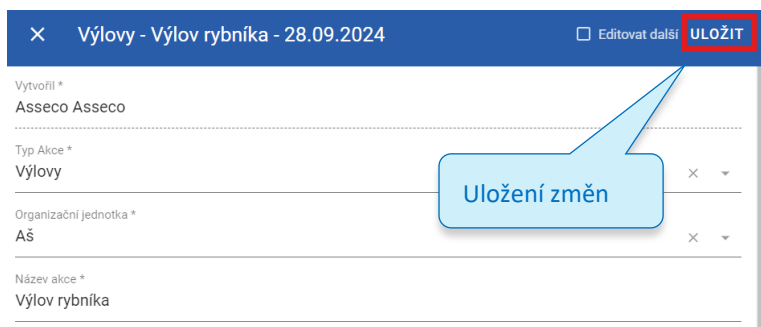 Výlovy - Výlov rybníka - 28.09.2024
Editovat další ULOŽIT
Vytvořil *
Asseco Asseco
Typ Akce *
Výlovy
Uložení změn
Organizační jednotka *
Aš
Název akce *
Výlov rybníka